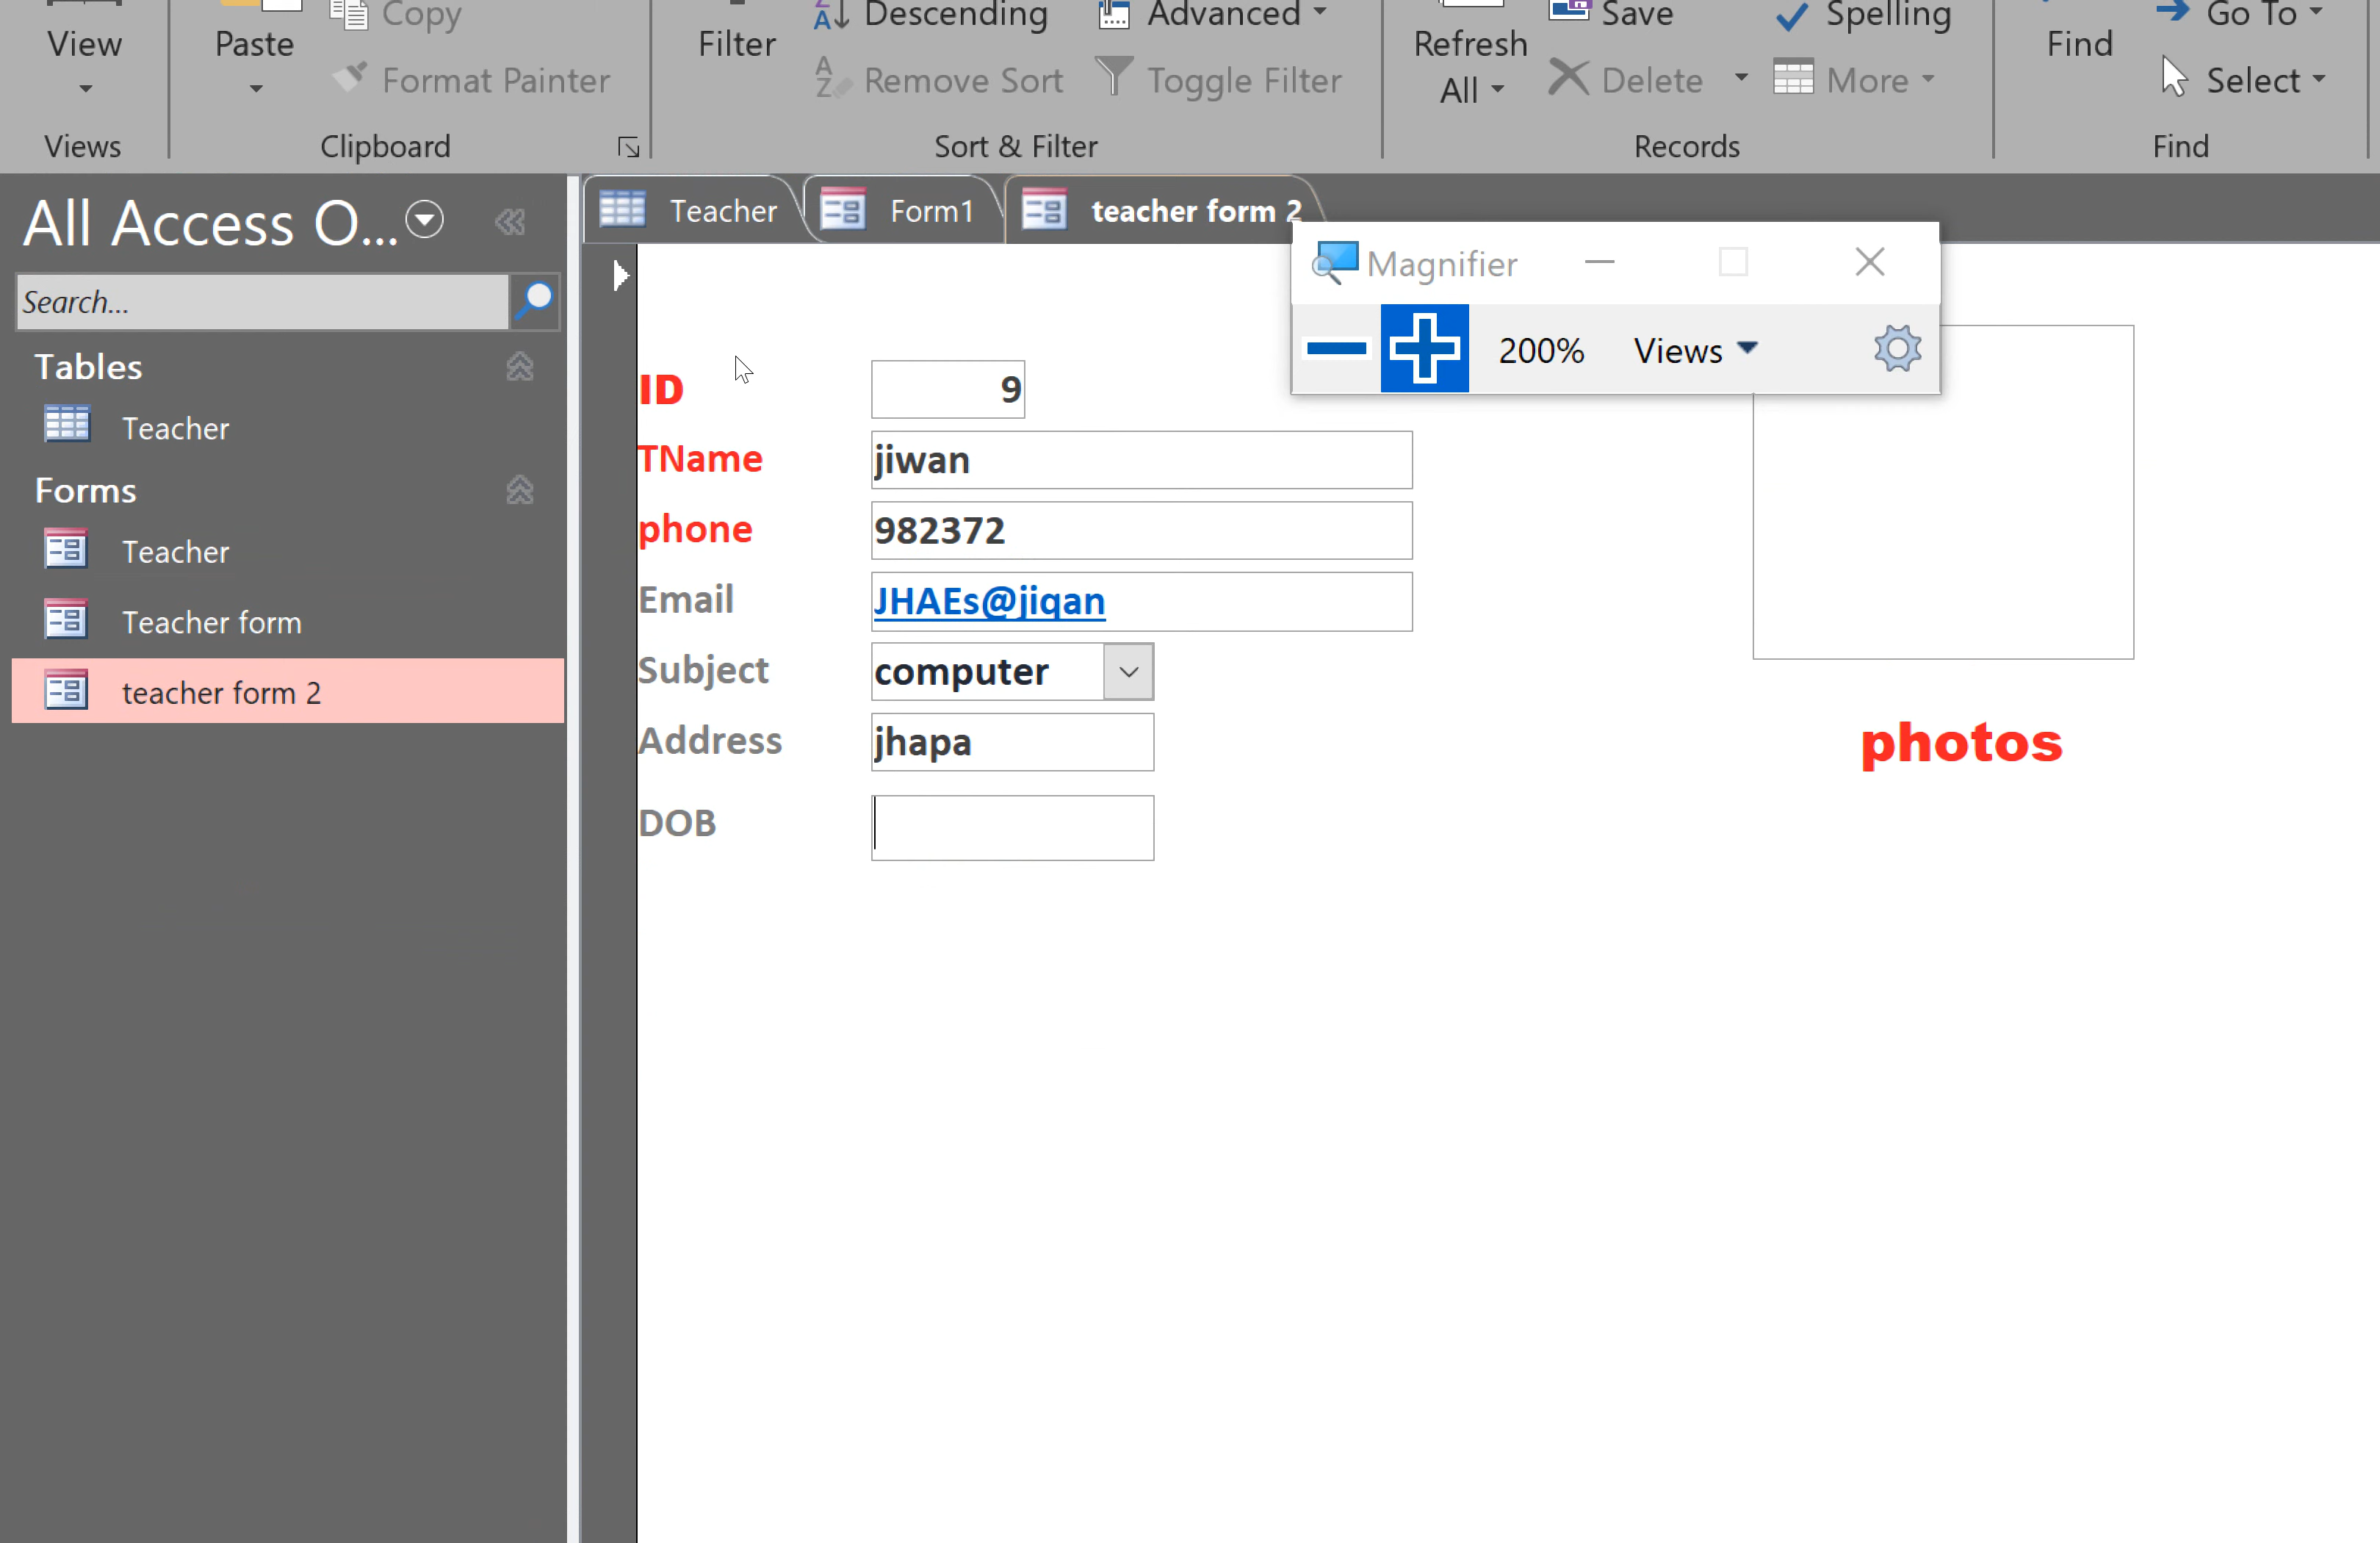 Copy
Descending
Advanced
Save
Spelling
Go To
View
Paste
Format Painter
Filter
Remove Sort
Toggle Filter
Refresh
All
Delete
More
Find
Select
Views
Clipboard
Sort & Filter
Records
Find
All Access O...
Search...
Tables
Teacher
Forms
Teacher
Teacher form
teacher form 2
Teacher
Form1
teacher form 2
Magnifier
200%
Views
ID
9
TName
jiwan
phone
982372
Email
JHAEs@jiqan
Subject
computer
Address
jhapa
DOB
photos